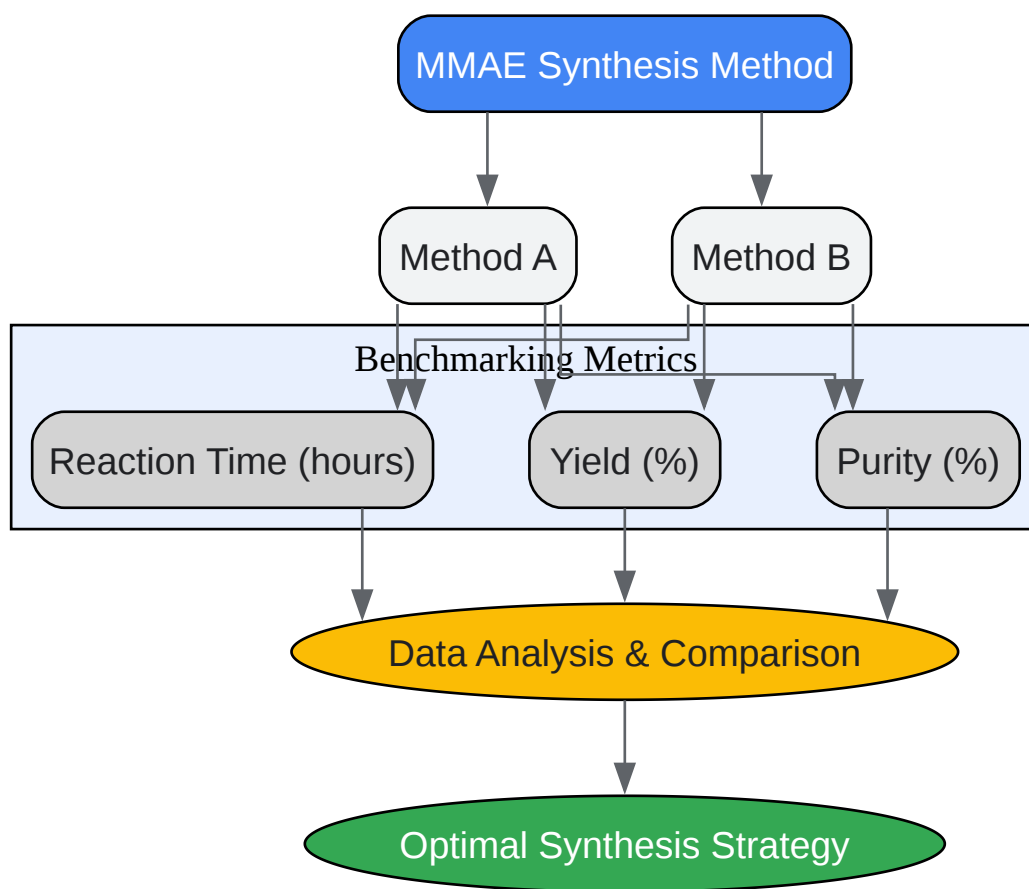 MMAE Synthesis Method
Method A
Method B
Benchmarking Metrics
Reaction Time (hours)
Yield (%)
Purity (%)
Data Analysis & Comparison
Optimal Synthesis Strategy